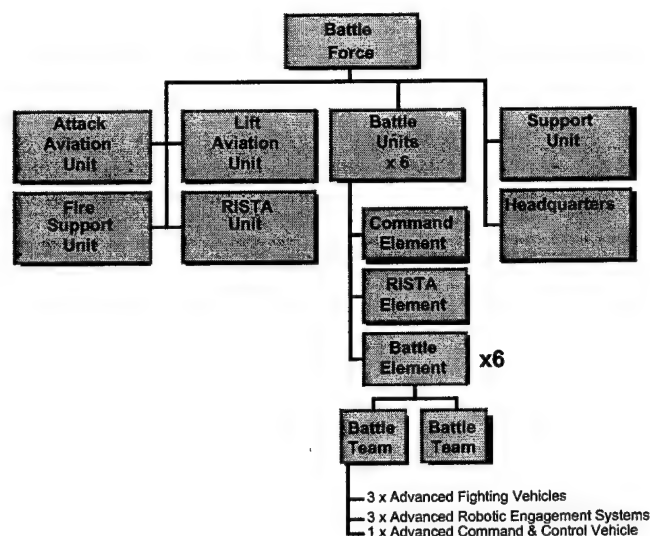 Battle
Force
Attack
Aviation
Unit
Lift
Aviation
Unit
Battle
Units
x 6
Support
Unit
Fire
Support
Unit
RISTA
Unit
Headquarters
Command
Element
RISTA
Element
Battle
Element
x6
Battle
Team
Battle
Team
3 x Advanced Fighting Vehicles
3 x Advanced Robotic Engagement Systems
1 x Advanced Command & Control Vehicle